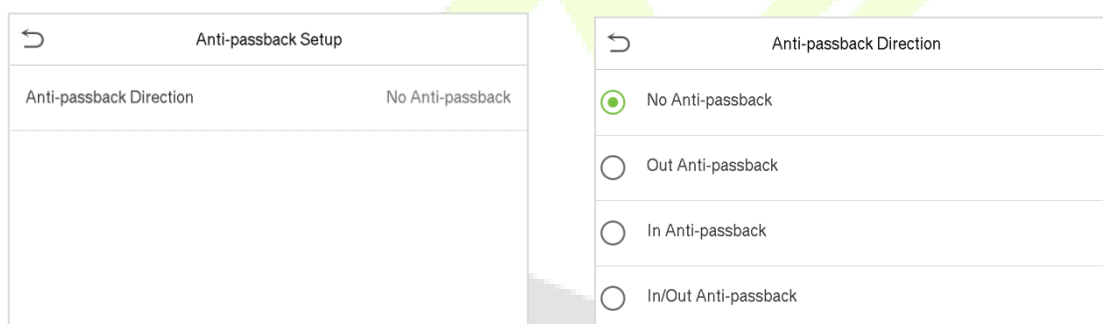 Anti-passback Setup
Anti-passback Direction
No Anti-passback
Anti-passback Direction
No Anti-passback
Out Anti-passback
In Anti-passback
In/Out Anti-passback